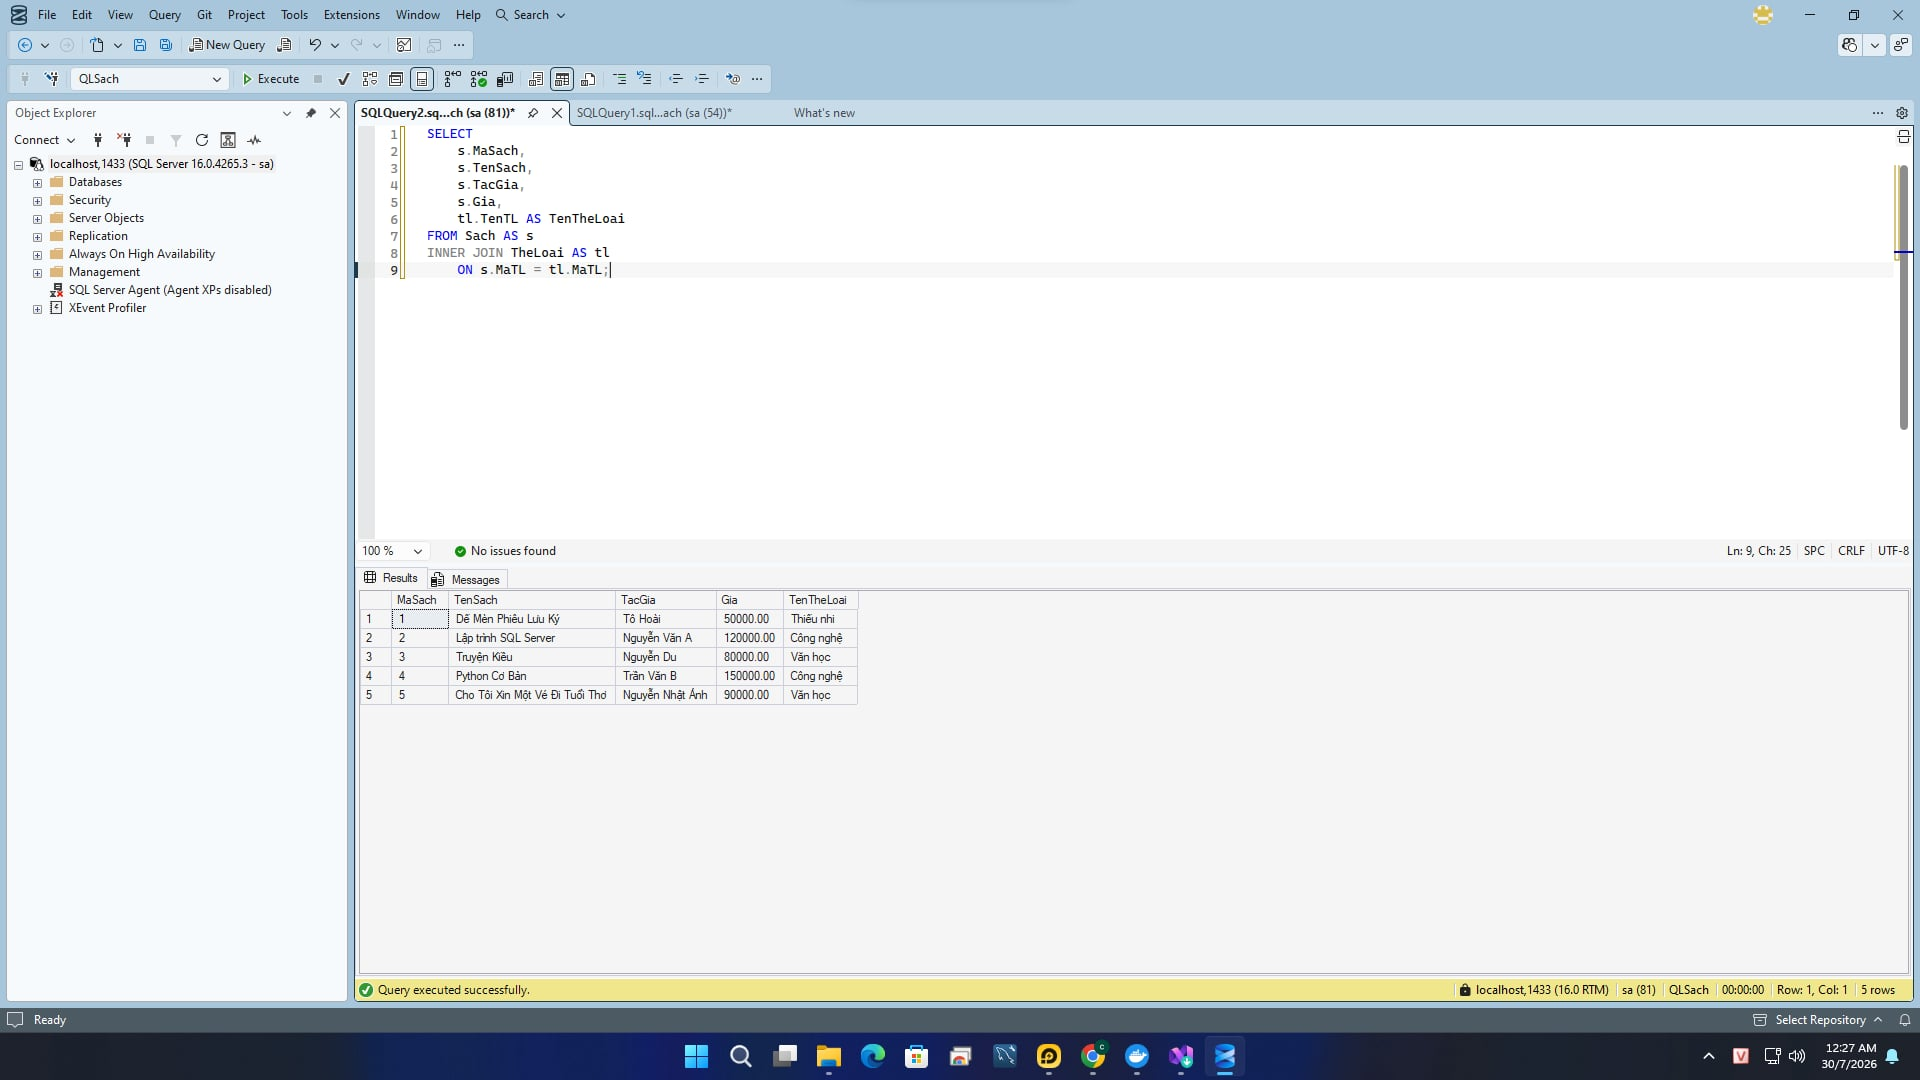 File Edit View Query Git Project Tools Extensions Window Help Search
New Query
QLSach Execute
Object Explorer
Connect
localhost,1433 (SQL Server 16.0.4265.3 - sa)
Databases
Security
Server Objects
Replication
Always On High Availability
Management
SQL Server Agent (Agent XPs disabled)
XEvent Profiler
SQLQuery2.sq...ch (sa (81))* SQLQuery1.sql...ach (sa (54))* What's new
1 SELECT
2 s.MaSach,
3 s.TenSach,
4 s.TacGia,
5 s.Gia,
6 tl.TenTL AS TenTheLoai
7 FROM Sach AS s
8 INNER JOIN TheLoai AS tl
9 ON s.MaTL = tl.MaTL;
100 % No issues found Ln: 9, Ch: 25 SPC CRLF UTF-8
Results Messages
MaSach TenSach TacGia Gia TenTheLoai
1 1 Dế Mèn Phiêu Lưu Ký Tô Hoài 50000.00 Thiếu nhi
2 2 Lập trình SQL Server Nguyễn Văn A 120000.00 Công nghệ
3 3 Truyện Kiều Nguyễn Du 80000.00 Văn học
4 4 Python Cơ Bản Trần Văn B 150000.00 Công nghệ
5 5 Cho Tôi Xin Một Vé Đi Tuổi Thơ Nguyễn Nhật Ánh 90000.00 Văn học
Query executed successfully. localhost,1433 (16.0 RTM) sa (81) QLSach 00:00:00 Row: 1, Col: 1 5 rows
Ready Select Repository
12:27 AM
30/7/2026